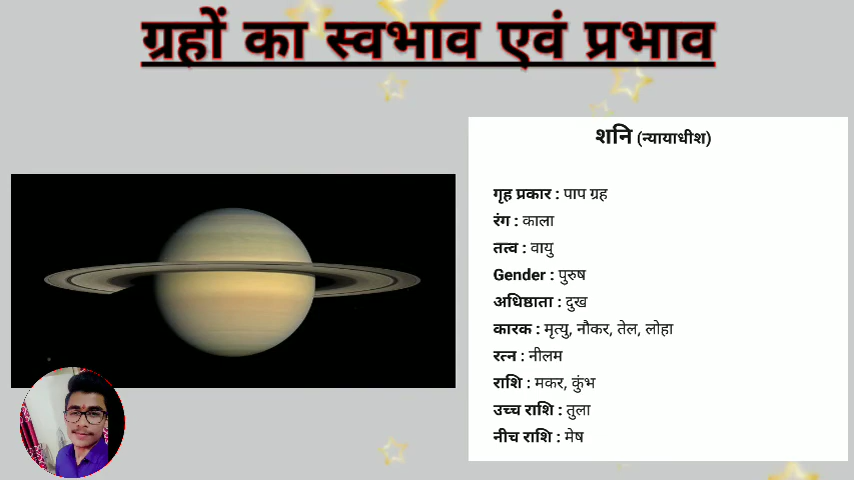 ग्रहों का स्वभाव एवं प्रभाव
शनि (न्यायाधीश)
गृह प्रकार : पाप ग्रह
रंग : काला
तत्व : वायु
Gender : पुरुष
अधिष्ठाता : दुख
कारक : मृत्यु, नौकर, तेल, लोहा
रत्न : नीलम
राशि : मकर, कुंभ
उच्च राशि : तुला
नीच राशि : मेष